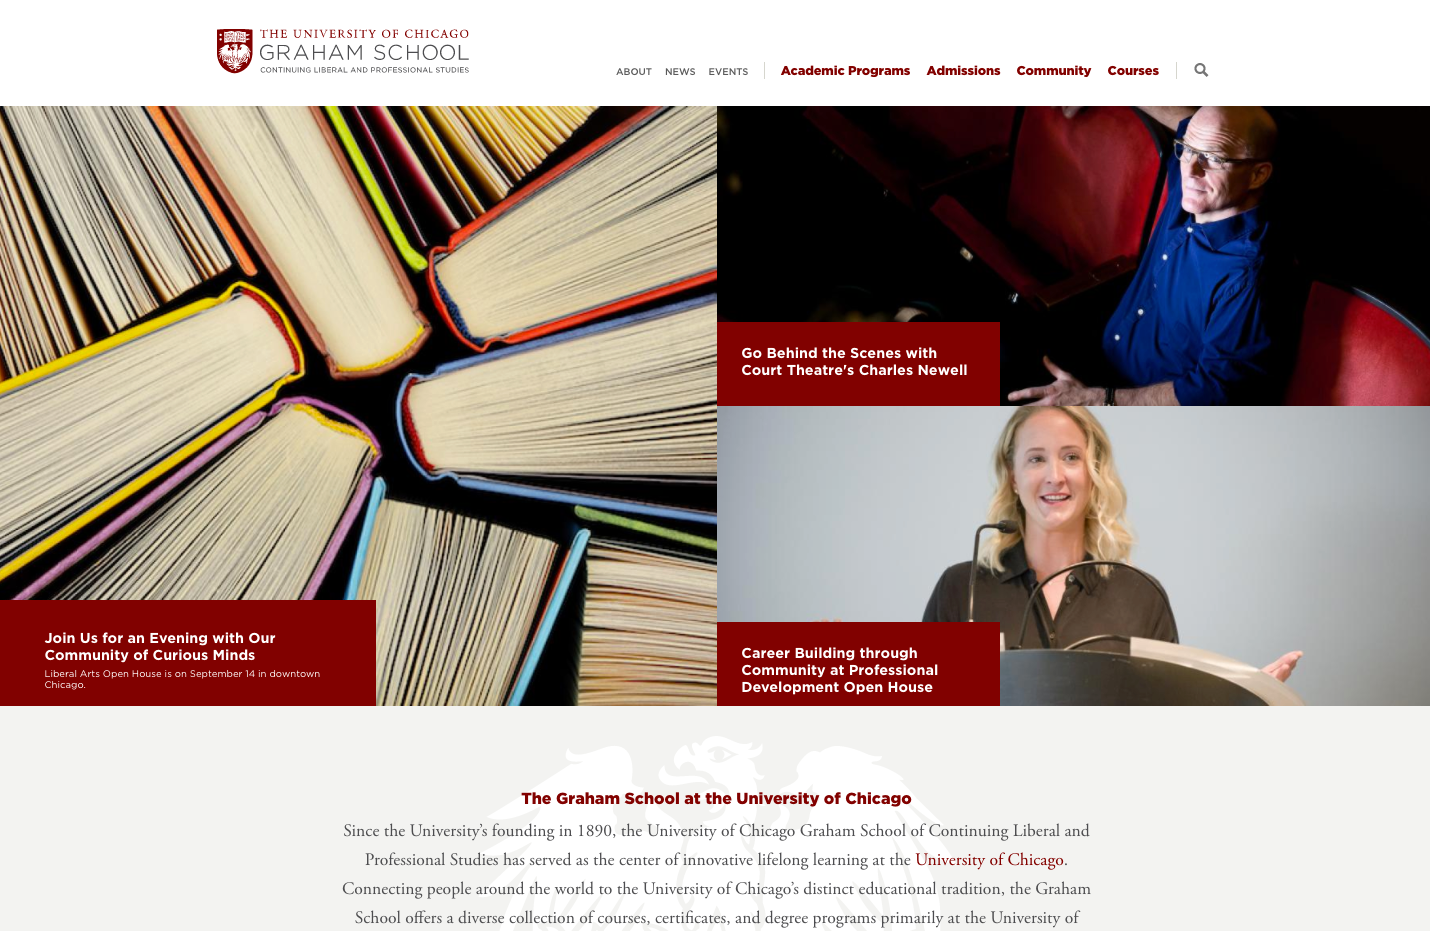 THE UNIVERSITY OF CHICAGO
GRAHAM SCHOOL
CONTINUING LIBERAL AND PROFESSIONAL STUDIES
ABOUT NEWS EVENTS Academic Programs Admissions Community Courses
Go Behind the Scenes with
Court Theatre's Charles Newell
Join Us for an Evening with Our
Community of Curious Minds
Liberal Arts Open House is on September 14 in downtown
Chicago.
Career Building through
Community at Professional
Development Open House
The Graham School at the University of Chicago
Since the University’s founding in 1890, the University of Chicago Graham School of Continuing Liberal and
Professional Studies has served as the center of innovative lifelong learning at the University of Chicago.
Connecting people around the world to the University of Chicago’s distinct educational tradition, the Graham
School offers a diverse collection of courses, certificates, and degree programs primarily at the University of